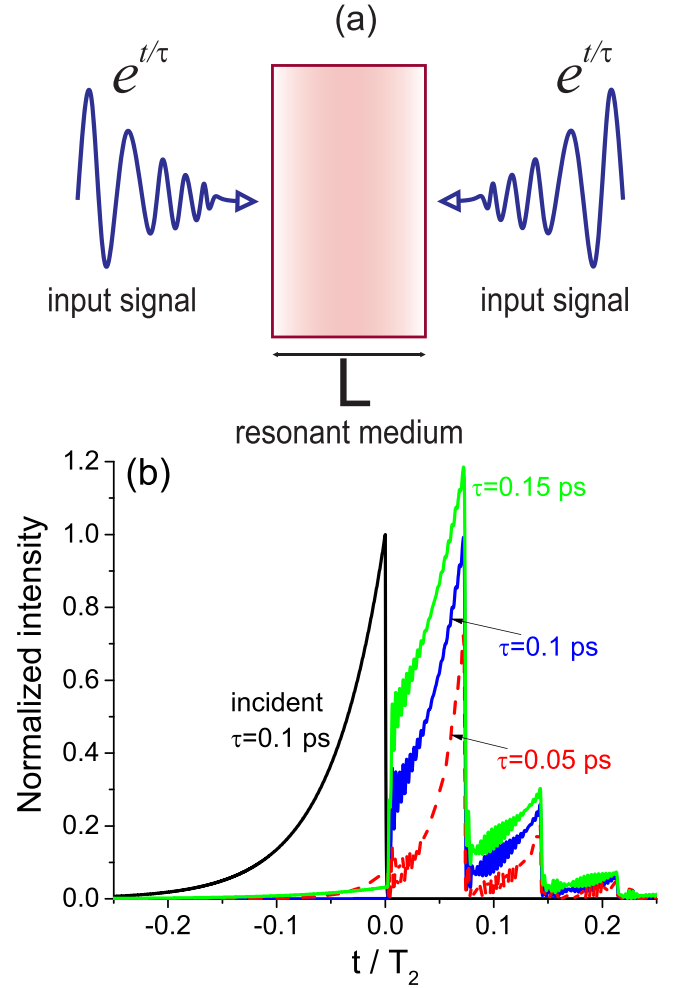 (a)
e^{t/τ} e^{t/τ}
input signal input signal
L
resonant medium
(b)
Normalized intensity
1.2
1.0
0.8
0.6
0.4
0.2
0.0
τ=0.15 ps
τ=0.1 ps
τ=0.05 ps
incident
τ=0.1 ps
-0.2 -0.1 0.0 0.1 0.2
t / T₂